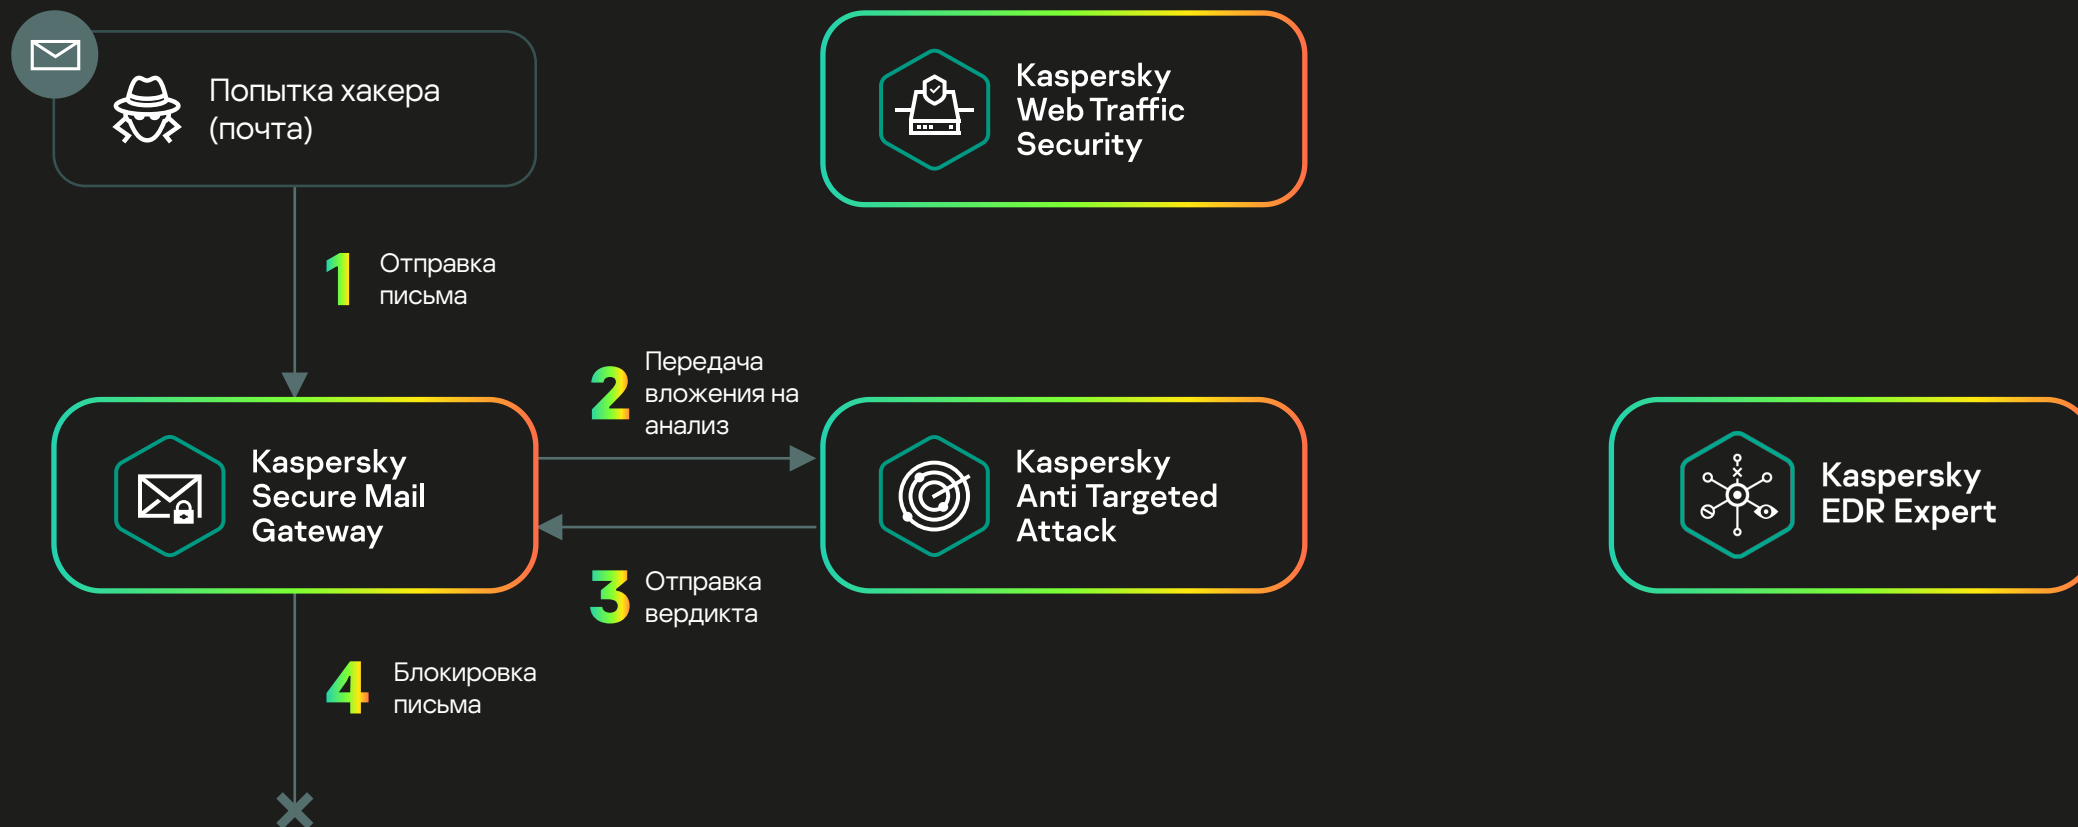 Попытка хакера
(почта)
Kaspersky
Web Traffic
Security
1
Отправка
письма
2
Передача
вложения на
анализ
Kaspersky
Secure Mail
Gateway
Kaspersky
Anti Targeted
Attack
Kaspersky
EDR Expert
3
Отправка
вердикта
4
Блокировка
письма